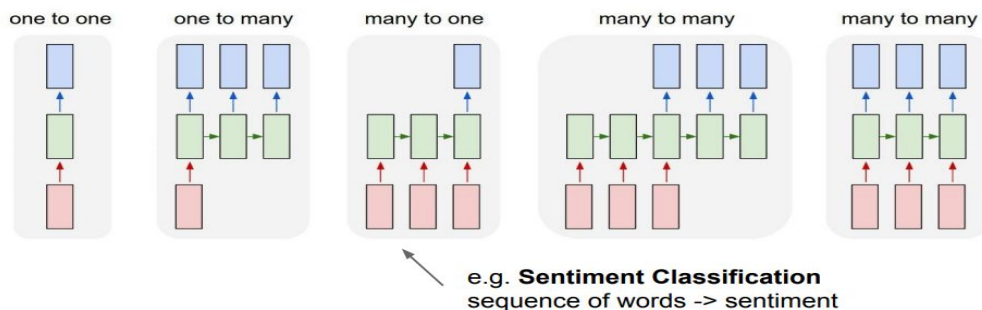 one to one
one to many
many to one
many to many
many to many
e.g. Sentiment Classification
sequence of words -> sentiment